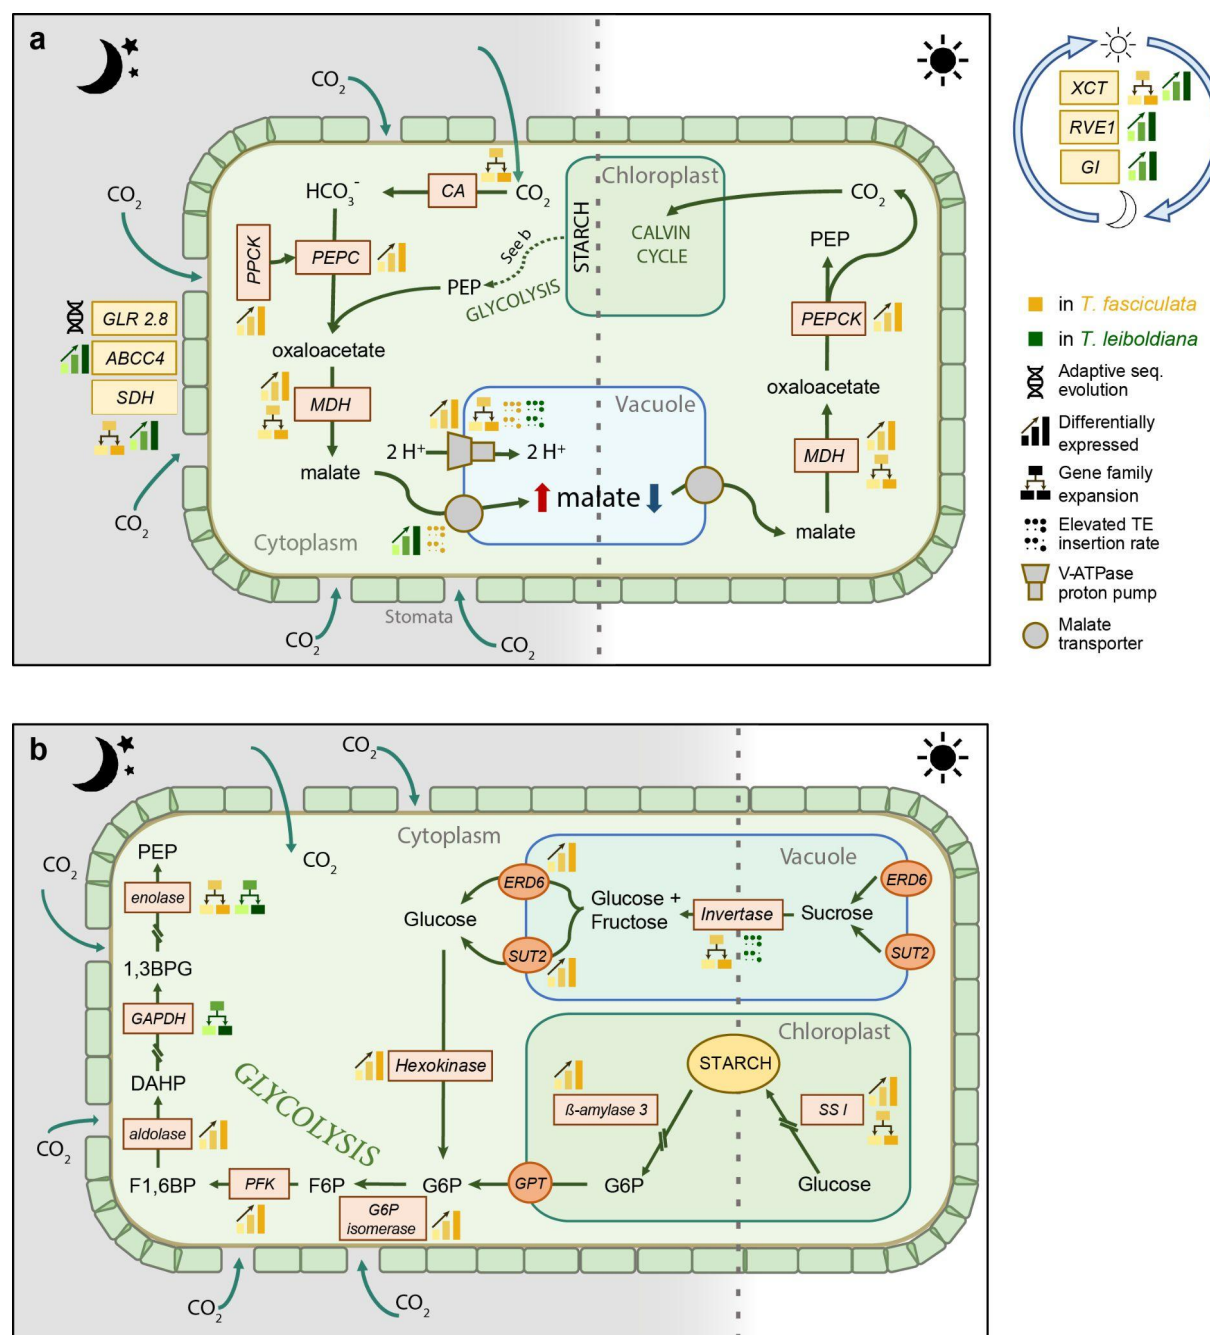 a
CO2
CO2
HCO3-
CA
CO2
STARCH
Chloroplast
CALVIN
CYCLE
CO2
PEP
PPCK
PEPC
See b
PEP
GLYCOLYSIS
PEPCK
GLR 2.8
ABCC4
SDH
CO2
oxaloacetate
MDH
malate
2 H+
2 H+
Vacuole
malate
Cytoplasm
oxaloacetate
MDH
malate
Stomata
CO2
CO2
XCT
RVE1
GI
in T. fasciculata
in T. leiboldiana
Adaptive seq.
evolution
Differentially
expressed
Gene family
expansion
Elevated TE
insertion rate
V-ATPase
proton pump
Malate
transporter
b
CO2
CO2
CO2
CO2
Cytoplasm
Vacuole
PEP
enolase
1,3BPG
GAPDH
DAHP
aldolase
F1,6BP
PFK
F6P
G6P
isomerase
G6P
GLYCOLYSIS
Glucose
Hexokinase
ERD6
SUT2
Glucose +
Fructose
Invertase
Sucrose
ERD6
SUT2
Chloroplast
STARCH
ß-amylase 3
SS I
GPT
G6P
Glucose
CO2
CO2